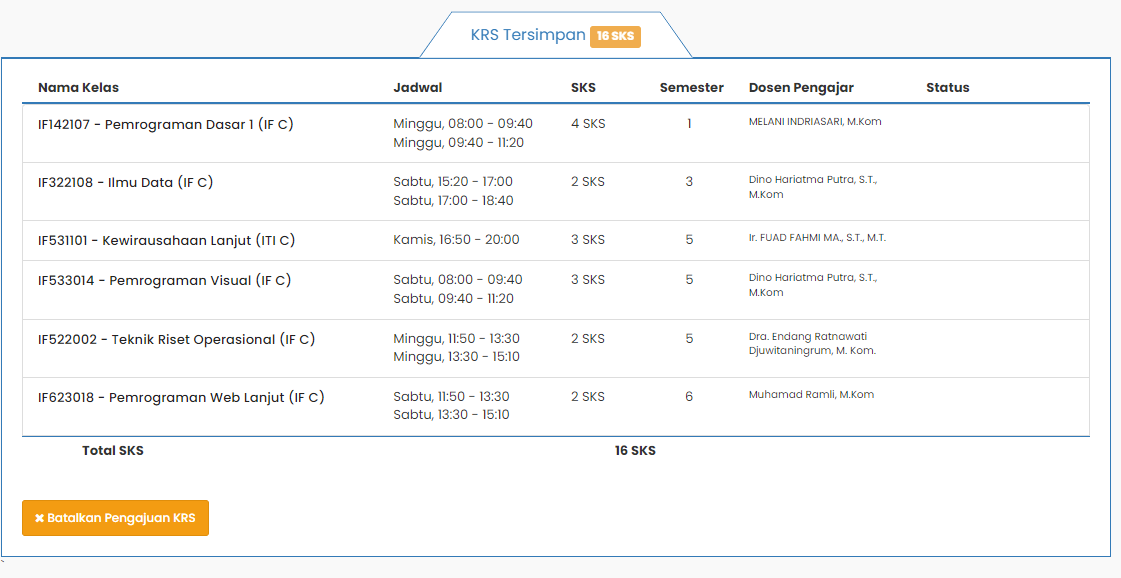 KRS Tersimpan 16 SKS
Nama Kelas Jadwal SKS Semester Dosen Pengajar Status
IF142107 - Pemrograman Dasar 1 (IF C) Minggu, 08:00 - 09:40 4 SKS 1 MELANI INDRIASARI, M.Kom
Minggu, 09:40 - 11:20
IF322108 - Ilmu Data (IF C) Sabtu, 15:20 - 17:00 2 SKS 3 Dino Hariatma Putra, S.T.,
Sabtu, 17:00 - 18:40 M.Kom
IF531101 - Kewirausahaan Lanjut (ITI C) Kamis, 16:50 - 20:00 3 SKS 5 Ir. FUAD FAHMI MA., S.T., M.T.
IF533014 - Pemrograman Visual (IF C) Sabtu, 08:00 - 09:40 3 SKS 5 Dino Hariatma Putra, S.T.,
Sabtu, 09:40 - 11:20 M.Kom
IF522002 - Teknik Riset Operasional (IF C) Minggu, 11:50 - 13:30 2 SKS 5 Dra. Endang Ratnawati
Minggu, 13:30 - 15:10 Djuwitaningrum, M. Kom.
IF623018 - Pemrograman Web Lanjut (IF C) Sabtu, 11:50 - 13:30 2 SKS 6 Muhamad Ramli, M.Kom
Sabtu, 13:30 - 15:10
Total SKS 16 SKS
✖ Batalkan Pengajuan KRS
`